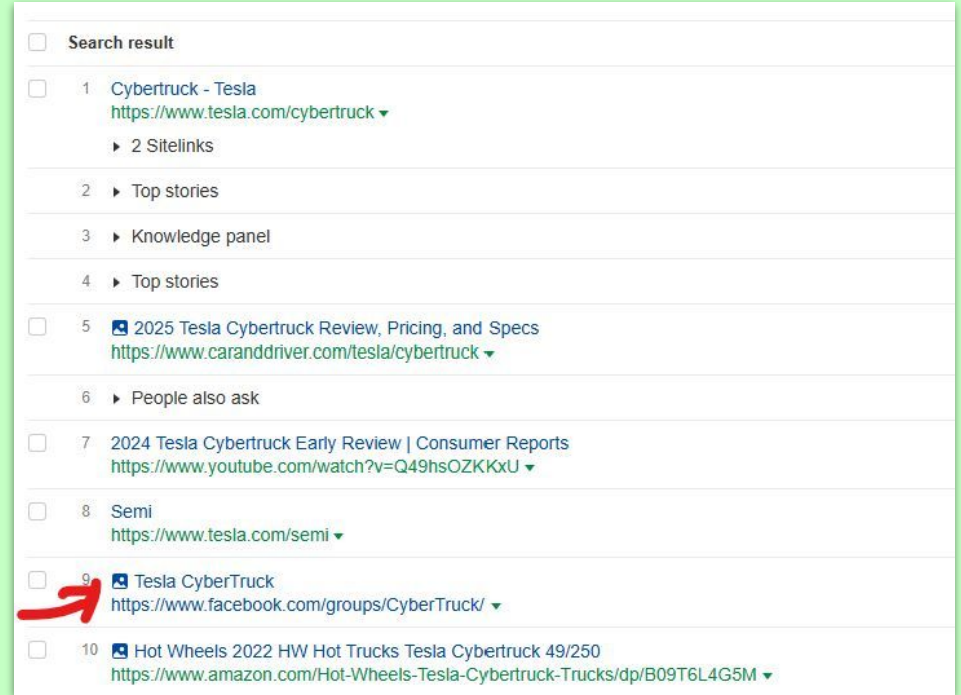 Search result
1 Cybertruck - Tesla
https://www.tesla.com/cybertruck
2 Sitelinks
2 Top stories
3 Knowledge panel
4 Top stories
5 2025 Tesla Cybertruck Review, Pricing, and Specs
https://www.caranddriver.com/tesla/cybertruck
6 People also ask
7 2024 Tesla Cybertruck Early Review | Consumer Reports
https://www.youtube.com/watch?v=Q49hsOZKKxU
8 Semi
https://www.tesla.com/semi
9 Tesla CyberTruck
https://www.facebook.com/groups/CyberTruck/
10 Hot Wheels 2022 HW Hot Trucks Tesla Cybertruck 49/250
https://www.amazon.com/Hot-Wheels-Tesla-Cybertruck-Trucks/dp/B09T6L4G5M